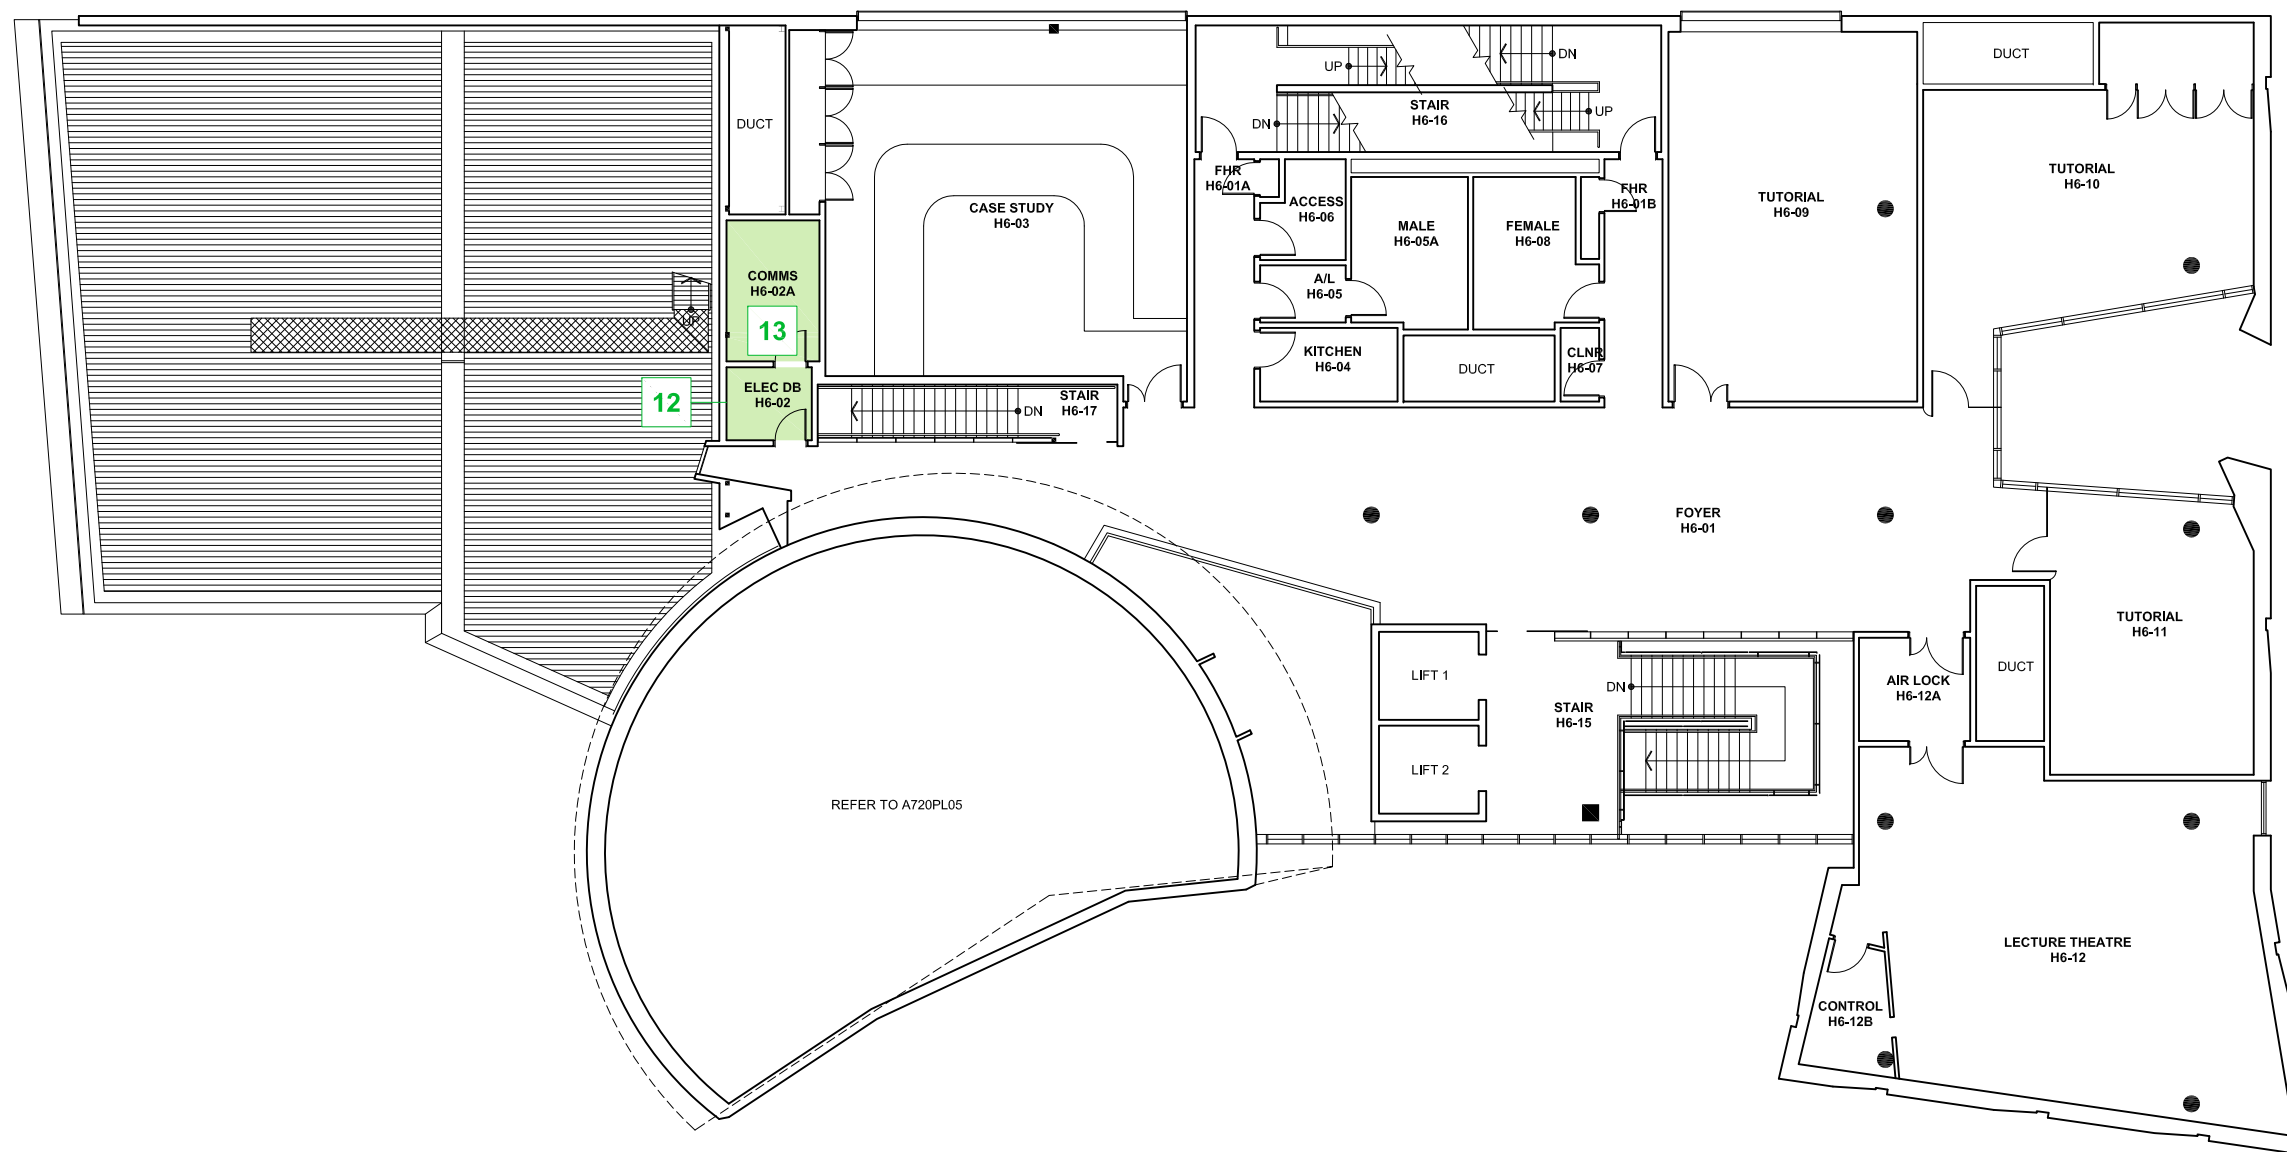 DUCT
UP
DN
STAIR
H6-16
DN
UP
DUCT
DUCT
FHR
H6-01A
ACCESS
H6-06
MALE
H6-05A
FEMALE
H6-08
FHR
H6-01B
TUTORIAL
H6-09
TUTORIAL
H6-10
CASE STUDY
H6-03
COMMS
H6-02A
A/L
H6-05
UP
13
KITCHEN
H6-04
DUCT
CLNR
H6-07
12
ELEC DB
H6-02
STAIR
H6-17
DN
FOYER
H6-01
TUTORIAL
H6-11
LIFT 1
DN
STAIR
H6-15
AIR LOCK
H6-12A
DUCT
LIFT 2
REFER TO A720PL05
LECTURE THEATRE
H6-12
CONTROL
H6-12B